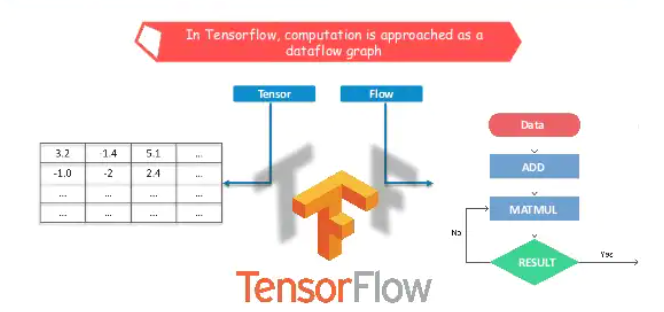 In Tensorflow, computation is approached as a
dataflow graph
Tensor
Flow
3.2 -1.4 5.1 ...
-1.0 -2 2.4 ...
... ... ... ...
... ... ... ...
Data
ADD
MATMUL
No
RESULT
Yes
TensorFlow